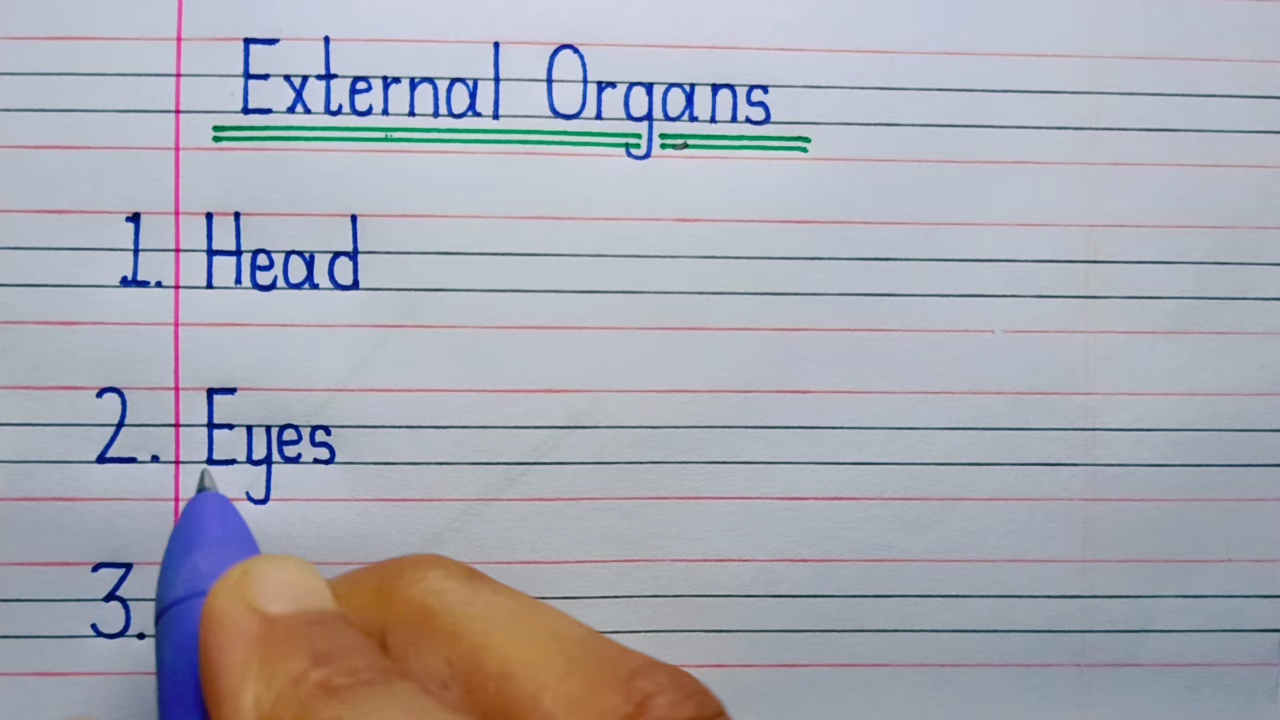 External Organs
1. Head
2. Eyes
3.